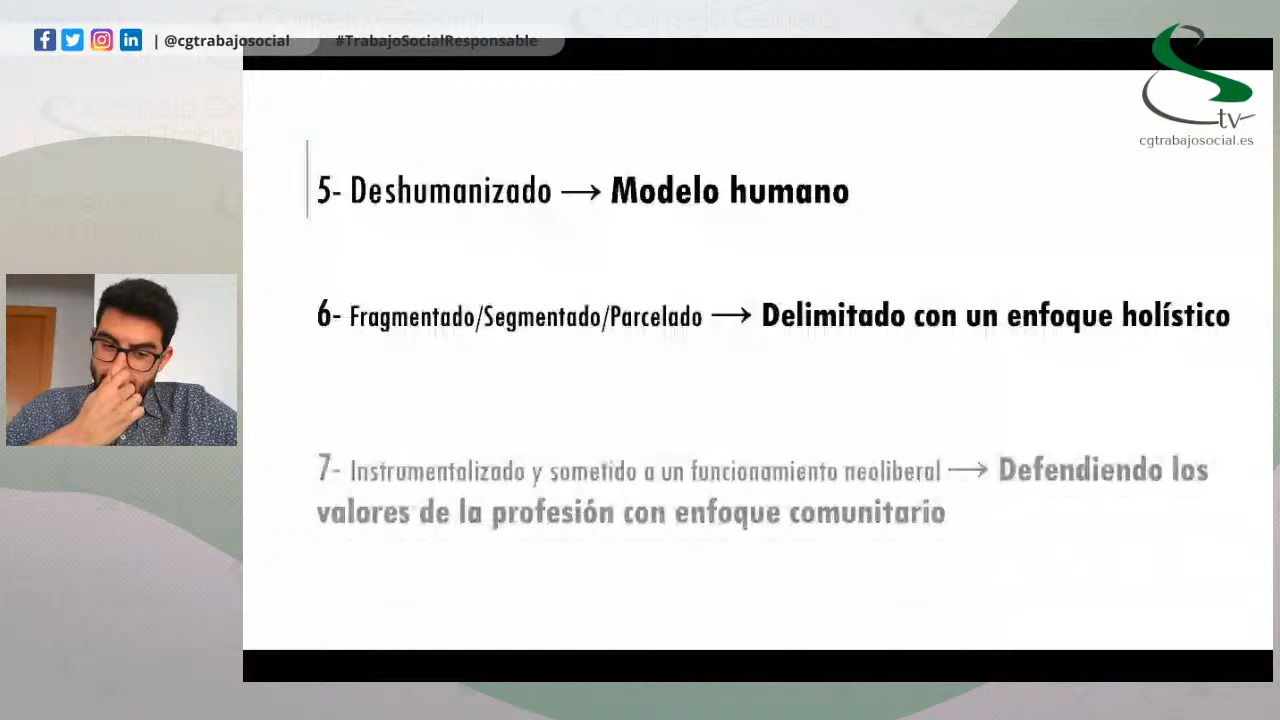 | @cgtrabajosocial #TrabajoSocialResponsable
tv
cgtrabajosocial.es
5- Deshumanizado → Modelo humano
6- Fragmentado/Segmentado/Parcelado → Delimitado con un enfoque holístico
7- Instrumentalizado y sometido a un funcionamiento neoliberal → Defendiendo los
valores de la profesión con enfoque comunitario